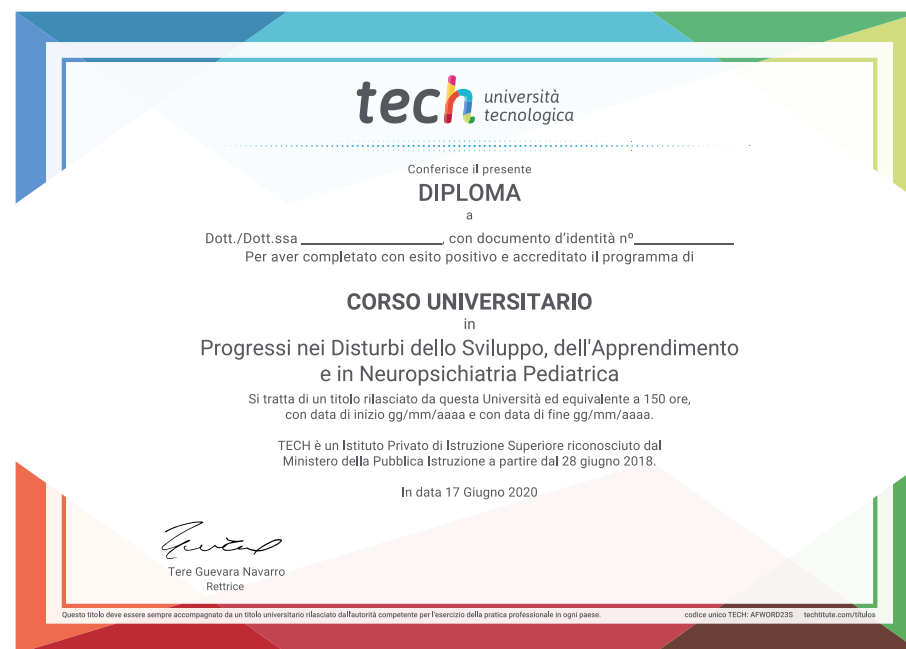 tech università
tecnologica
Conferisce il presente
DIPLOMA
a
Dott./Dott.ssa ____________________, con documento d'identità nº______________
Per aver completato con esito positivo e accreditato il programma di
CORSO UNIVERSITARIO
in
Progressi nei Disturbi dello Sviluppo, dell'Apprendimento
e in Neuropsichiatria Pediatrica
Si tratta di un titolo rilasciato da questa Università ed equivalente a 150 ore,
con data di inizio gg/mm/aaaa e con data di fine gg/mm/aaaa.
TECH è un Istituto Privato di Istruzione Superiore riconosciuto dal
Ministero della Pubblica Istruzione a partire dal 28 giugno 2018.
In data 17 Giugno 2020
Tere Guevara Navarro
Rettrice
Questo titolo deve essere sempre accompagnato da un titolo universitario rilasciato dall'autorità competente per l'esercizio della pratica professionale in ogni paese. codice unico TECH: AFWORD23S techtitute.com/titulos